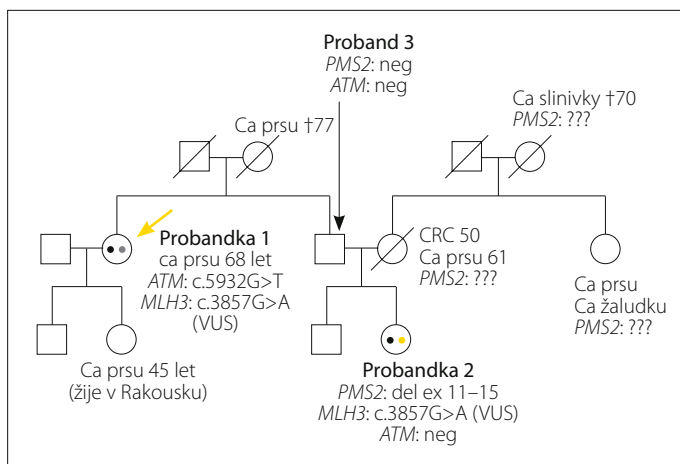 Proband 3
PMS2: neg
ATM: neg
Ca slinivky †70
PMS2: ???
Ca prsu †77
Probandka 1
ca prsu 68 let
ATM: c.5932G>T
MLH3: c.3857G>A
(VUS)
CRC 50
Ca prsu 61
PMS2: ???
Ca prsu
Ca žaludku
PMS2: ???
Ca prsu 45 let
(žije v Rakousku)
Probandka 2
PMS2: del ex 11–15
MLH3: c.3857G>A (VUS)
ATM: neg